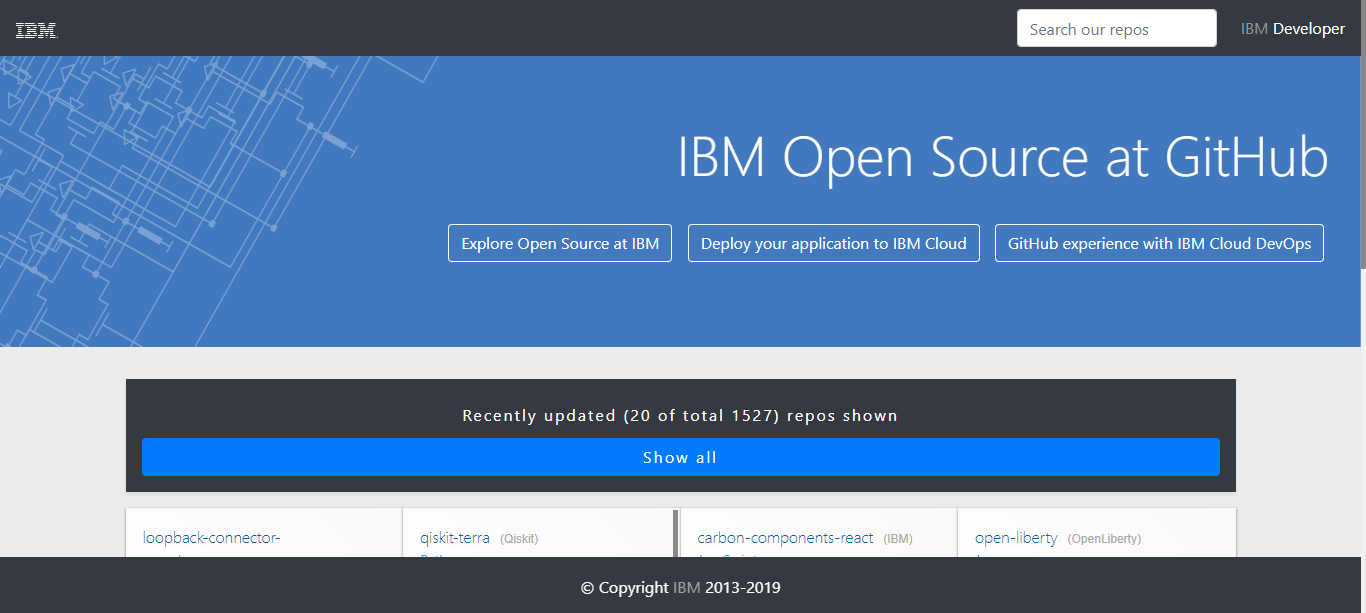 IBM
Search our repos
IBM Developer
IBM Open Source at GitHub
Explore Open Source at IBM
Deploy your application to IBM Cloud
GitHub experience with IBM Cloud DevOps
Recently updated (20 of total 1527) repos shown
Show all
loopback-connector-
qiskit-terra (Qiskit)
carbon-components-react (IBM)
open-liberty (OpenLiberty)
© Copyright IBM 2013-2019